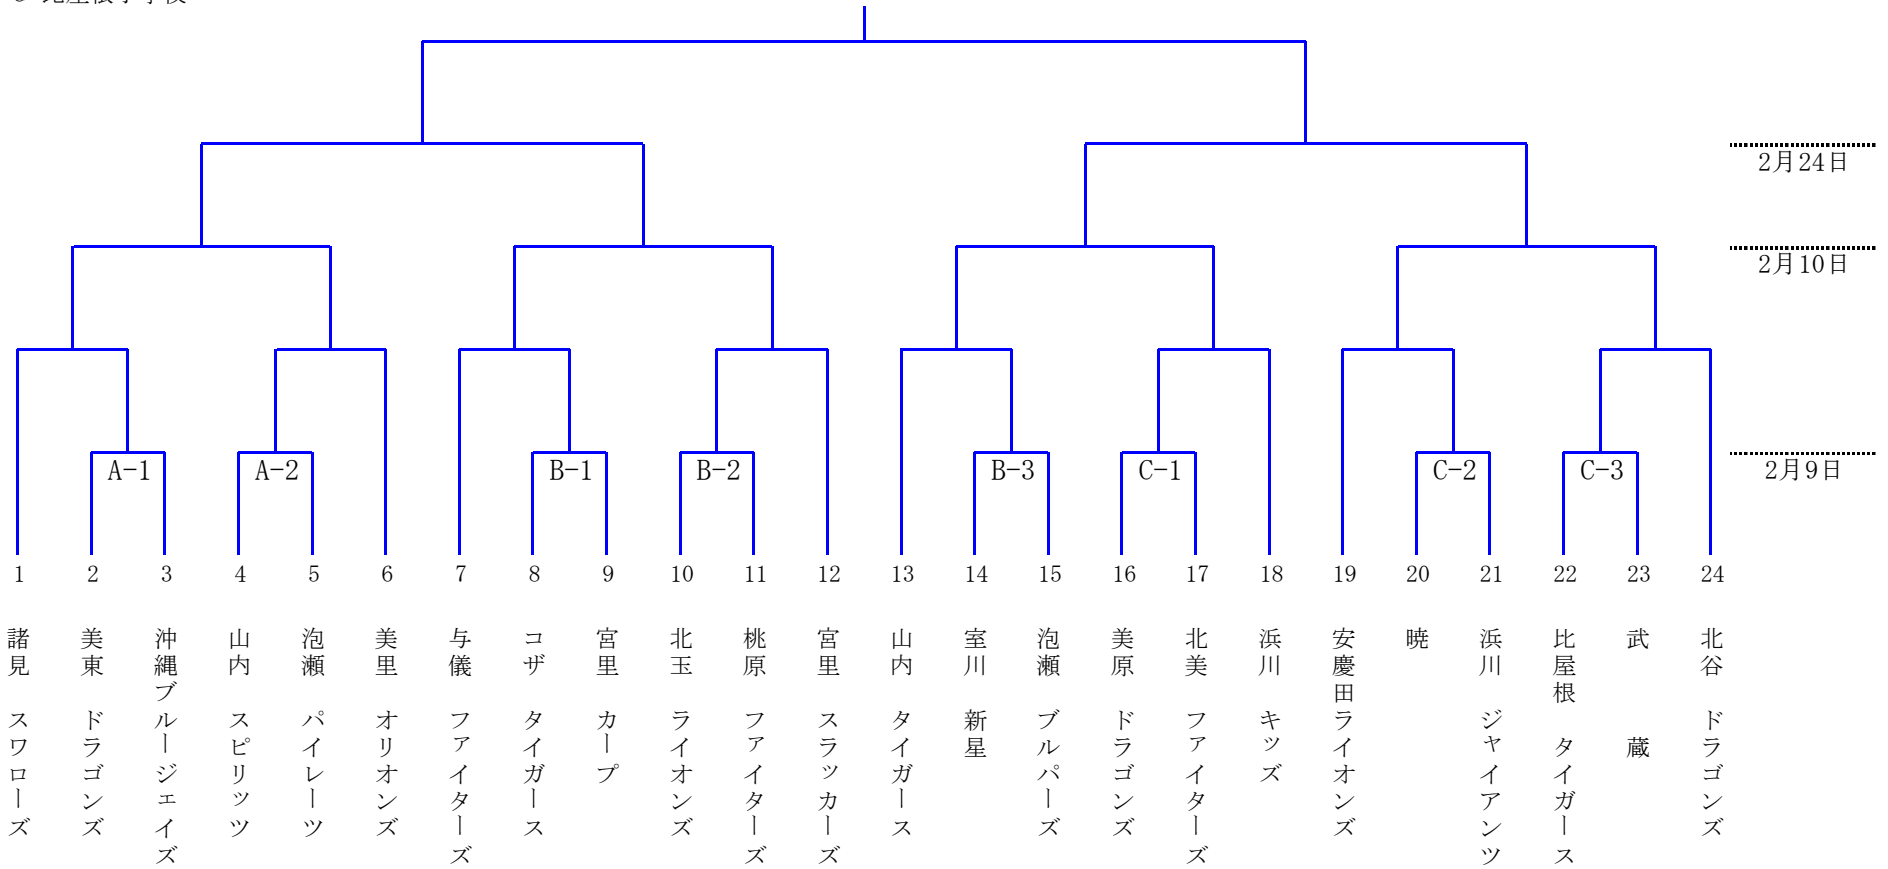 2月24日
2月10日
A-1
A-2
B-1
B-2
B-3
C-1
C-2
C-3
2月9日
1
2
3
4
5
6
7
8
9
10
11
12
13
14
15
16
17
18
19
20
21
22
23
24
諸見 スワローズ
美東 ドラゴンズ
沖縄ブルージェイズ
山内 スピリッツ
泡瀬 パイレーツ
美里 オリオンズ
与儀 ファイターズ
コザ タイガース
宮里 カープ
北玉 ライオンズ
桃原 ファイターズ
宮里 スラッカーズ
山内 タイガース
室川 新星
泡瀬 ブルパーズ
美原 ドラゴンズ
北美 ファイターズ
浜川 キッズ
安慶田ライオンズ
暁
浜川 ジャイアンツ
比屋根 タイガース
武 蔵
北谷 ドラゴンズ